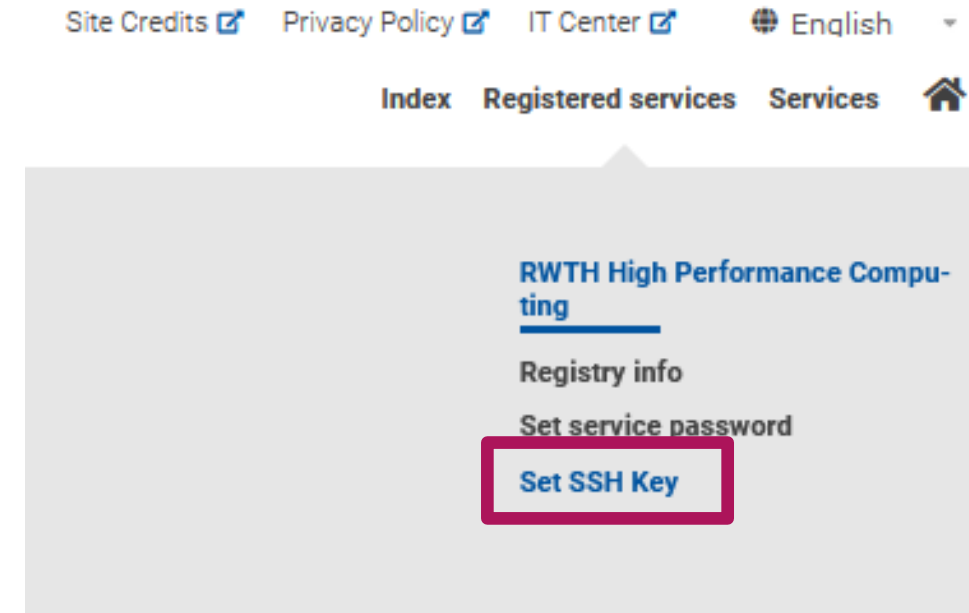 Site Credits Privacy Policy IT Center English
Index Registered services Services
RWTH High Performance Compu-
ting
Registry info
Set service password
Set SSH Key